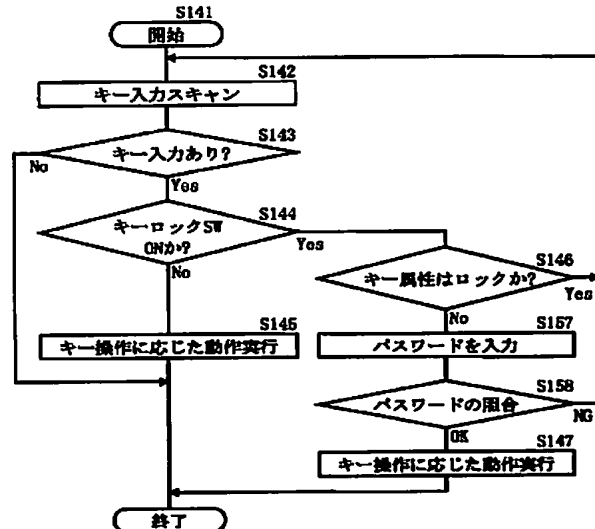 S141
開始
S142
キー入力スキャン
S143
キー入力あり?
No
Yes
S144
キーロックSW
ONか?
Yes
No
S146
キー属性はロックか?
Yes
No
S145
キー操作に応じた動作実行
S157
パスワードを入力
S158
パスワードの照合
NG
OK
S147
キー操作に応じた動作実行
終了